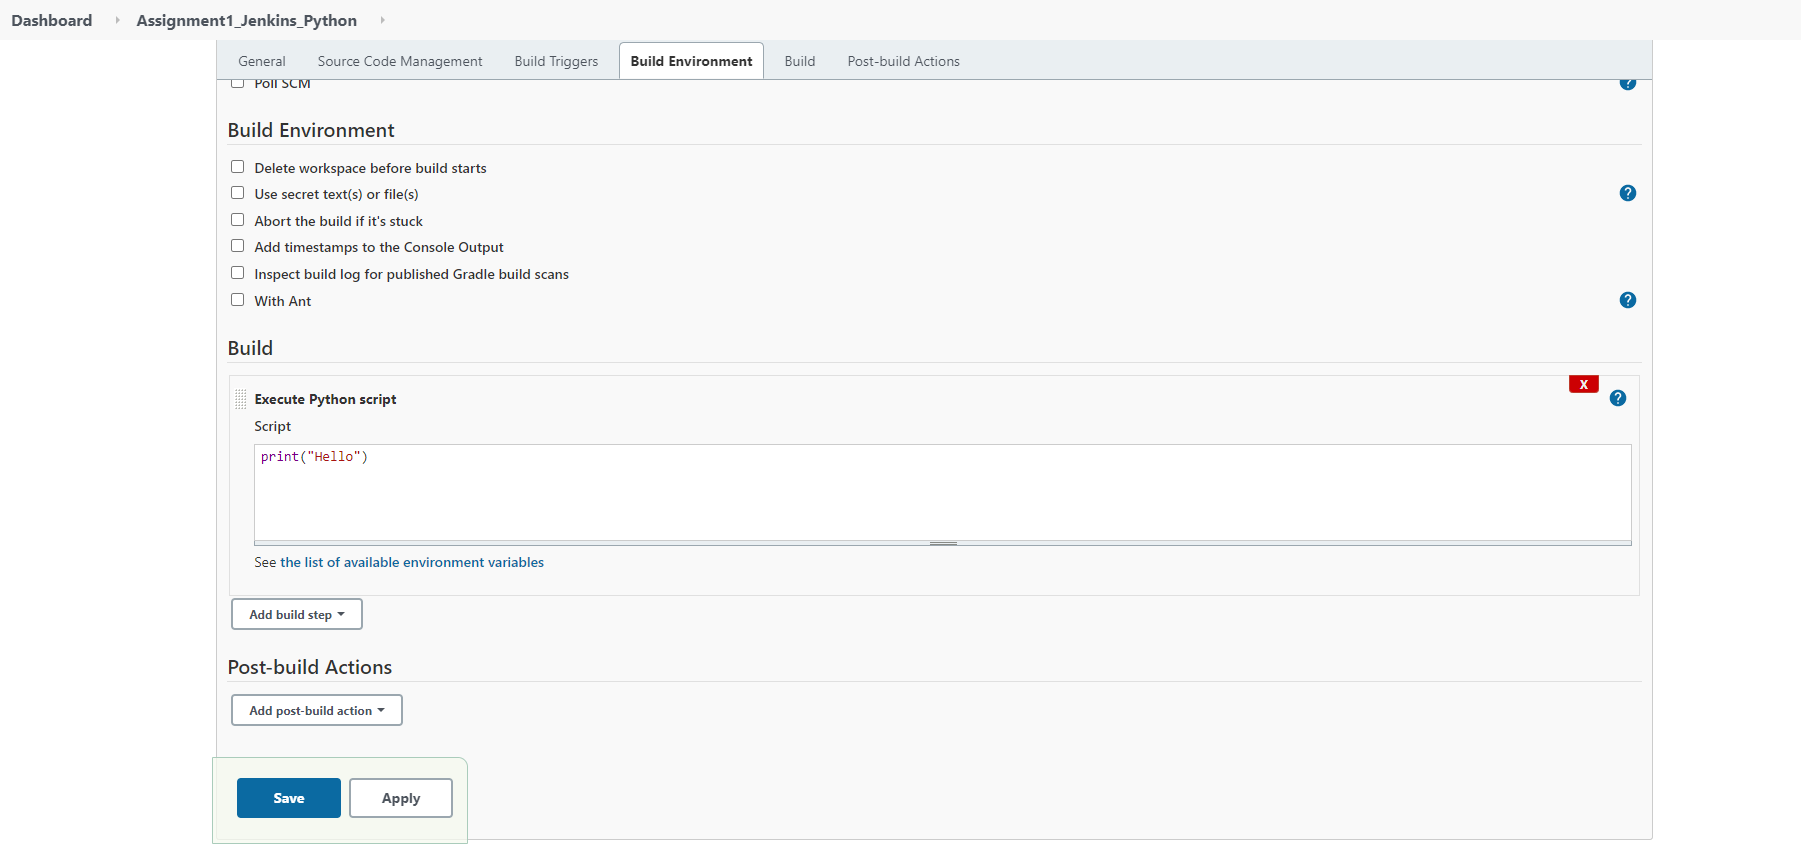 Dashboard Assignment1_Jenkins_Python
General Source Code Management Build Triggers Build Environment Build Post-build Actions
Poll SCM ?
Build Environment
Delete workspace before build starts
Use secret text(s) or file(s) ?
Abort the build if it's stuck
Add timestamps to the Console Output
Inspect build log for published Gradle build scans
With Ant ?
Build
X
Execute Python script ?
Script
print("Hello")
See the list of available environment variables
Add build step
Post-build Actions
Add post-build action
Save Apply